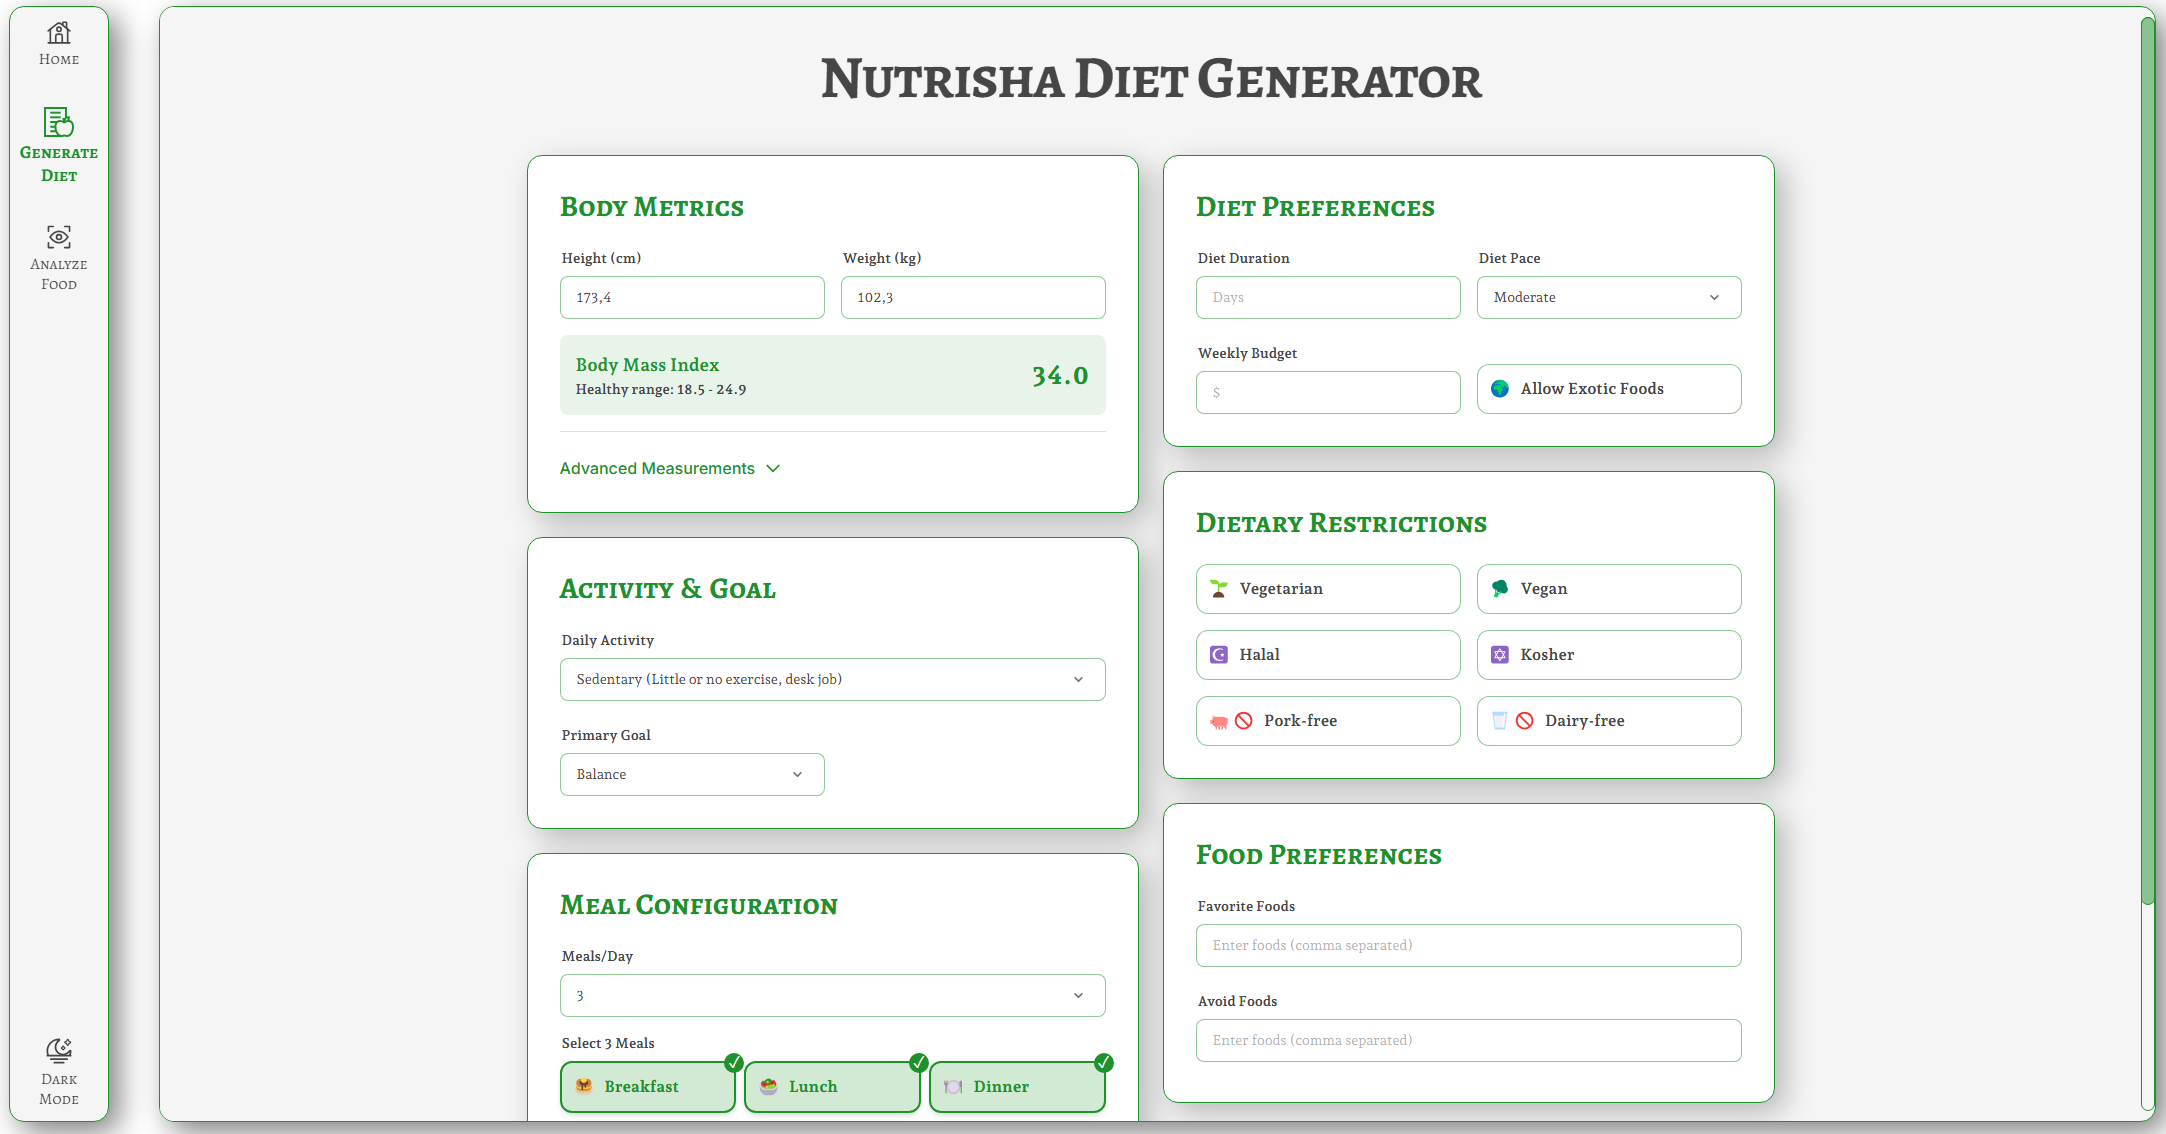 Home
Generate
Diet
Analyze
Food
Dark
Mode
Nutrisha Diet Generator
Body Metrics
Height (cm)
Weight (kg)
173,4
102,3
Body Mass Index
Healthy range: 18.5 - 24.9
34.0
Advanced Measurements
Activity & Goal
Daily Activity
Sedentary (Little or no exercise, desk job)
Primary Goal
Balance
Meal Configuration
Meals/Day
3
Select 3 Meals
Breakfast
Lunch
Dinner
Diet Preferences
Diet Duration
Diet Pace
Days
Moderate
Weekly Budget
$
Allow Exotic Foods
Dietary Restrictions
Vegetarian
Vegan
Halal
Kosher
Pork-free
Dairy-free
Food Preferences
Favorite Foods
Enter foods (comma separated)
Avoid Foods
Enter foods (comma separated)